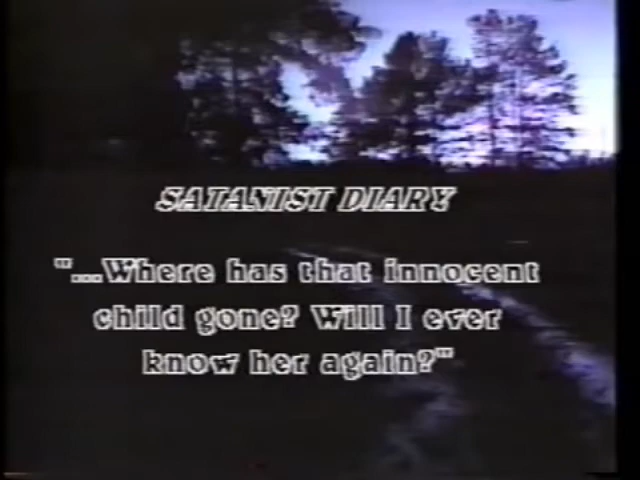 SATANIST DIARY
"...Where has that innocent
child gone? Will I ever
know her again?"